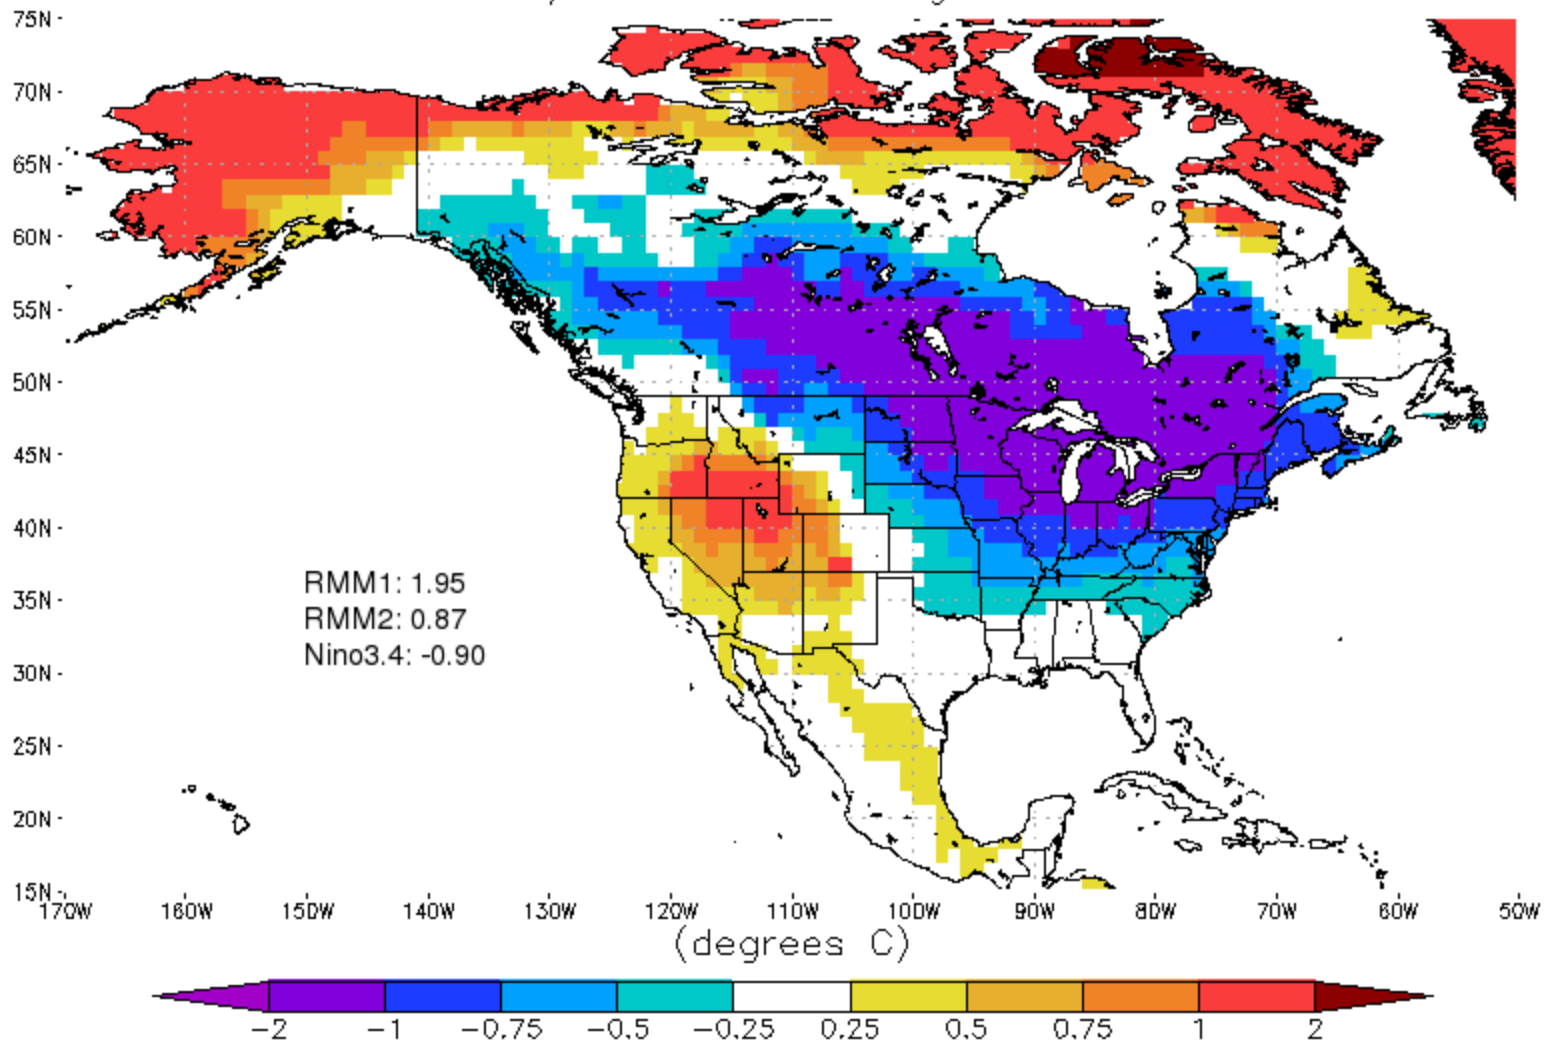 75N
70N
65N
60N
55N
50N
45N
40N
35N
30N
25N
20N
15N
RMM1: 1.95
RMM2: 0.87
Nino3.4: -0.90
170W 160W 150W 140W 130W 120W 110W 100W 90W 80W 70W 60W 50W
(degrees C)
-2 -1 -0.75 -0.5 -0.25 0.25 0.5 0.75 1 2